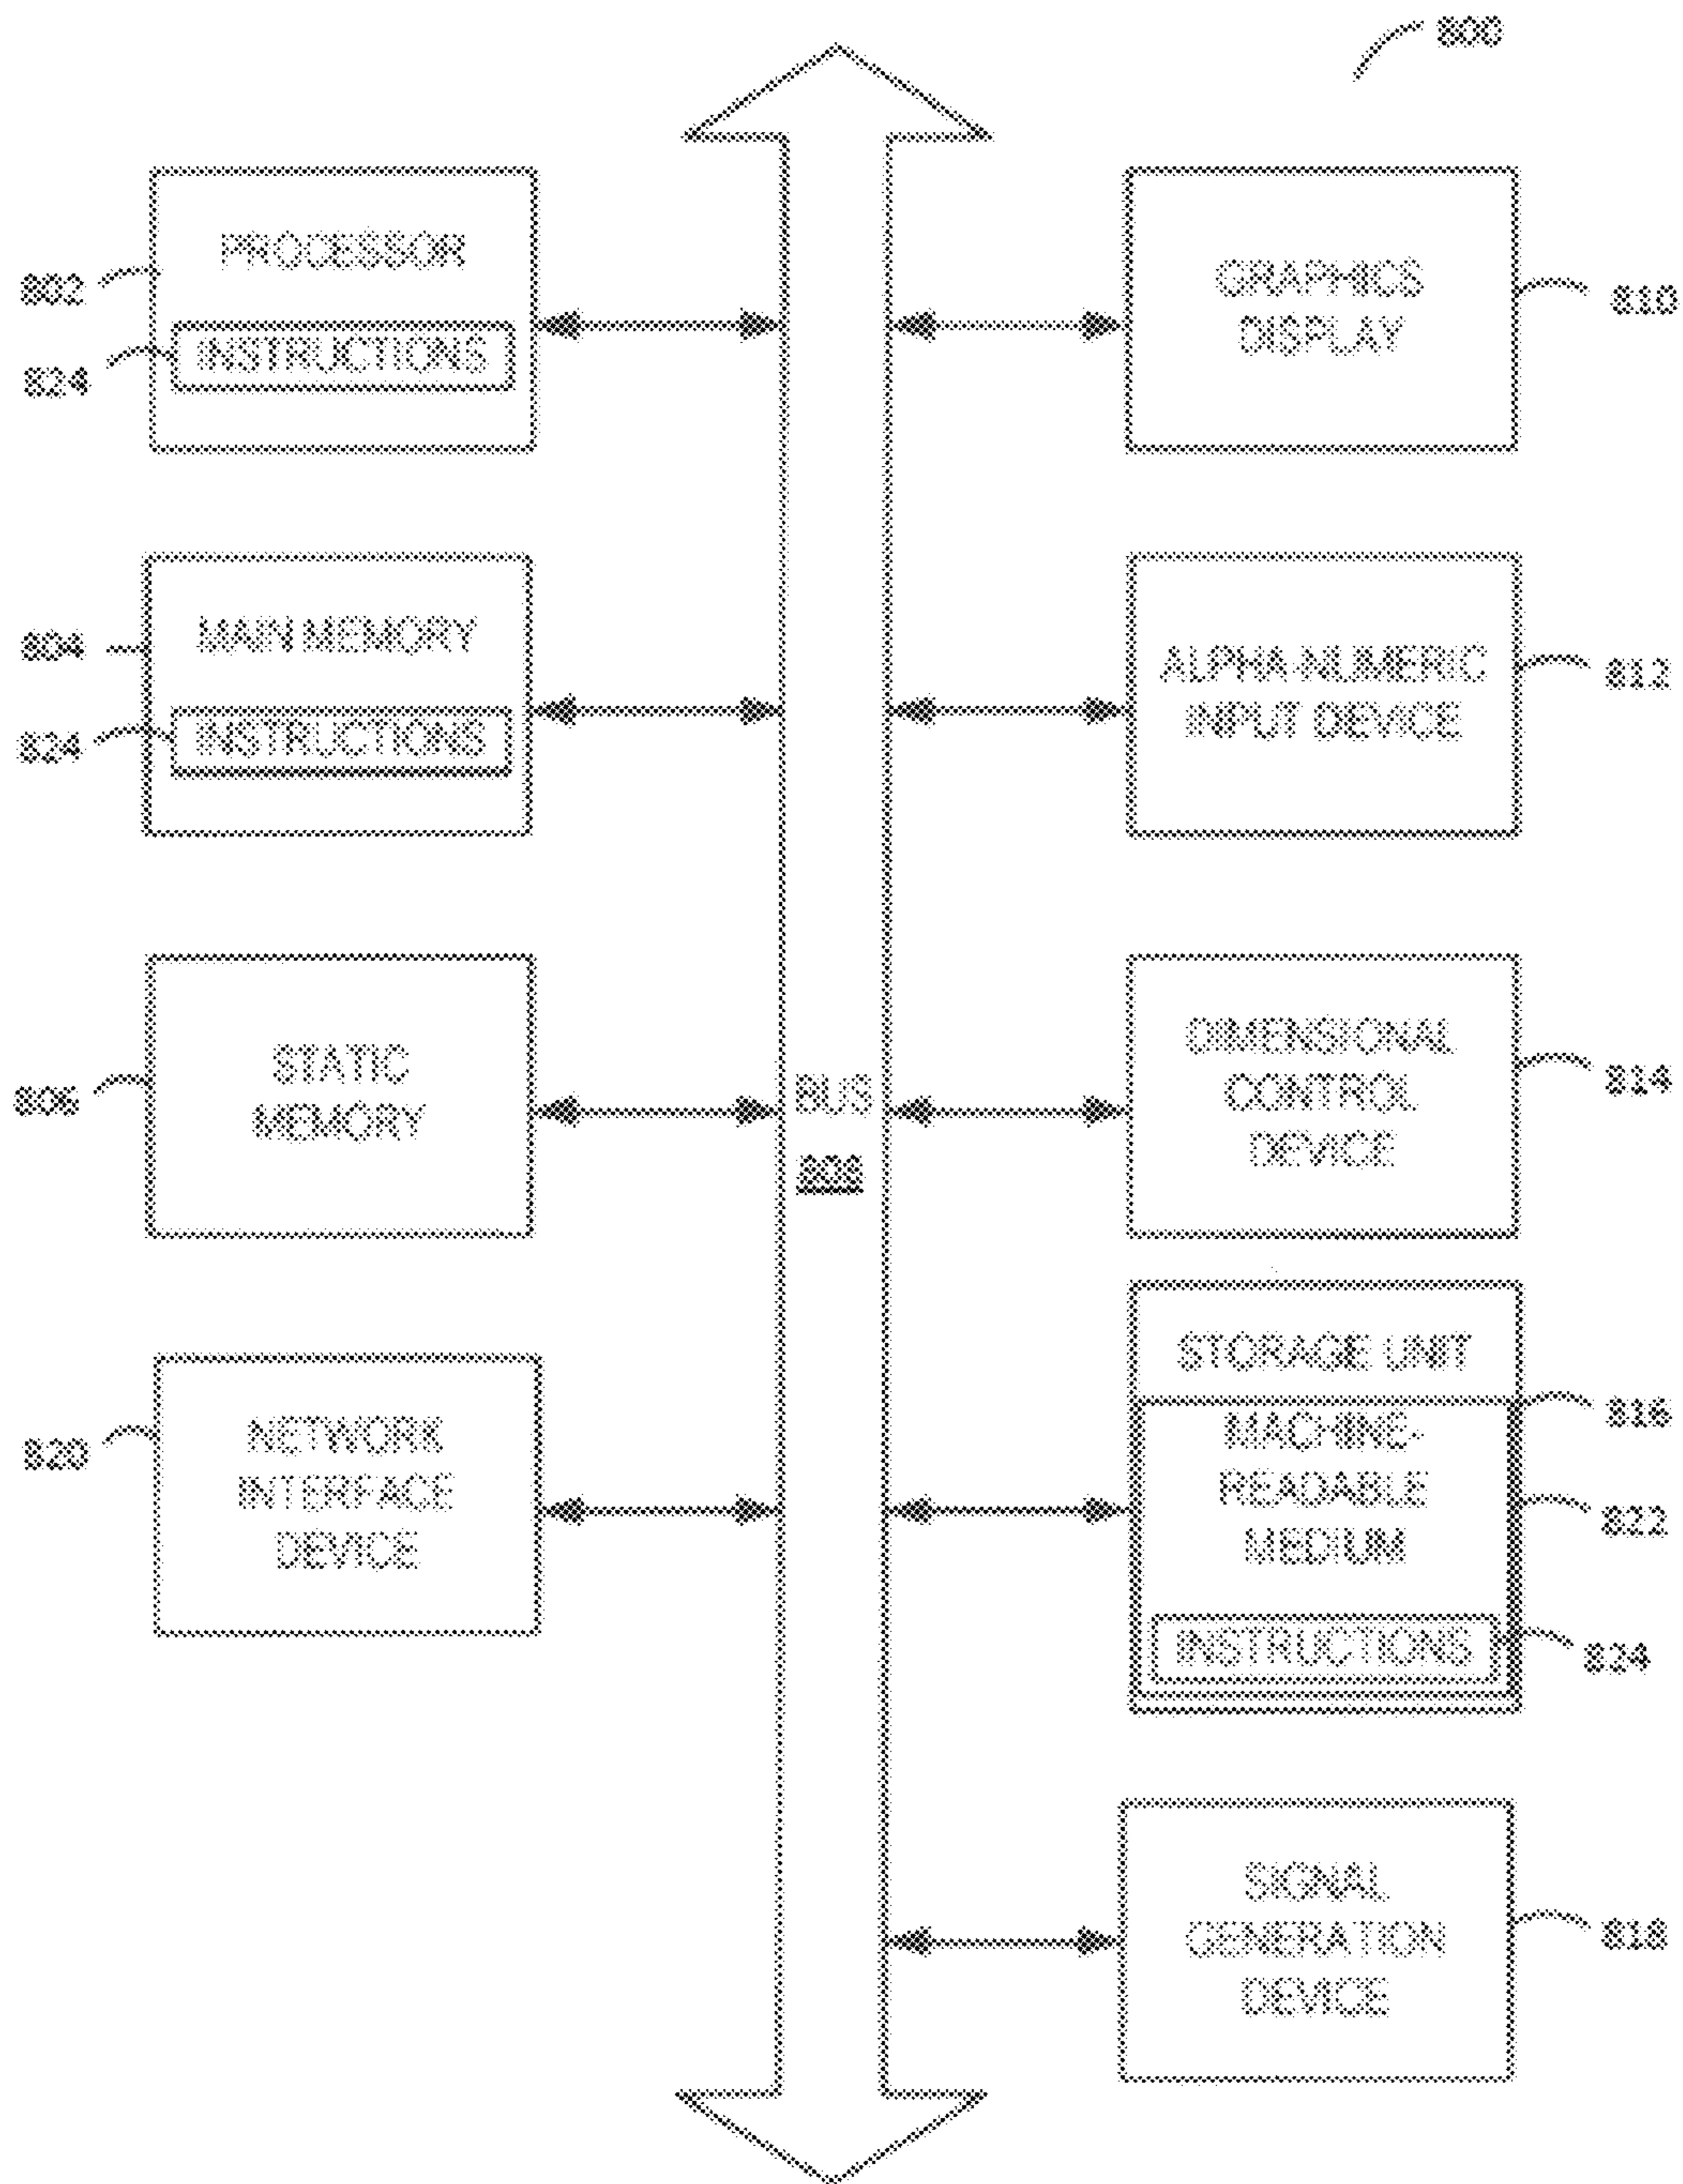 800
PROCESSOR
802
INSTRUCTIONS
824
GRAPHICS
DISPLAY
810
MAIN MEMORY
804
INSTRUCTIONS
824
ALPHA-NUMERIC
INPUT DEVICE
812
STATIC
MEMORY
806
BUS
808
DIMENSIONAL
CONTROL
DEVICE
814
NETWORK
INTERFACE
DEVICE
820
STORAGE UNIT
816
MACHINE-
READABLE
MEDIUM
822
INSTRUCTIONS
824
SIGNAL
GENERATION
DEVICE
818